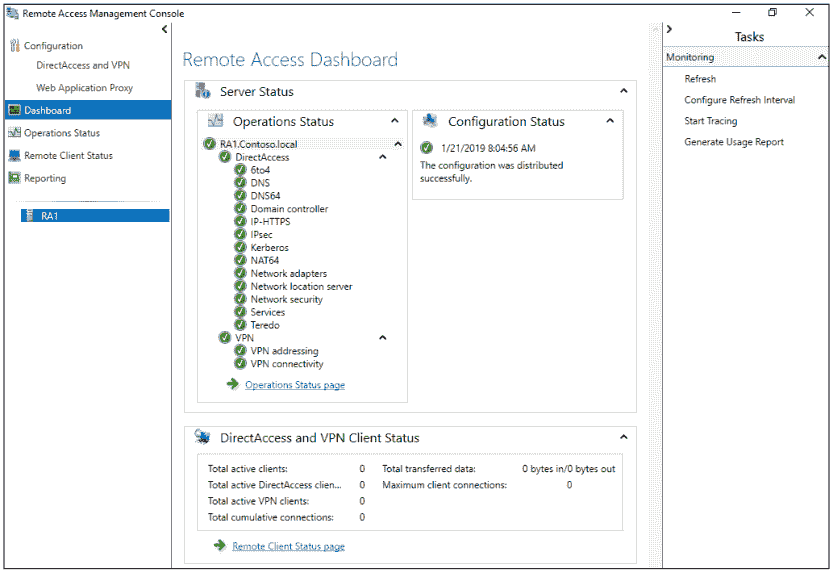 Remote Access Management Console
Configuration
DirectAccess and VPN
Web Application Proxy
Dashboard
Operations Status
Remote Client Status
Reporting
RA1
Remote Access Dashboard
Server Status
Operations Status
RA1.Contoso.local
DirectAccess
6to4
DNS
DNS64
Domain controller
IP-HTTPS
IPsec
Kerberos
NAT64
Network adapters
Network location server
Network security
Services
Teredo
VPN
VPN addressing
VPN connectivity
Operations Status page
Configuration Status
1/21/2019 8:04:56 AM
The configuration was distributed
successfully.
DirectAccess and VPN Client Status
Total active clients: 0 Total transferred data: 0 bytes in/0 bytes out
Total active DirectAccess clien... 0 Maximum client connections: 0
Total active VPN clients: 0
Total cumulative connections: 0
Remote Client Status page
Tasks
Monitoring
Refresh
Configure Refresh Interval
Start Tracing
Generate Usage Report